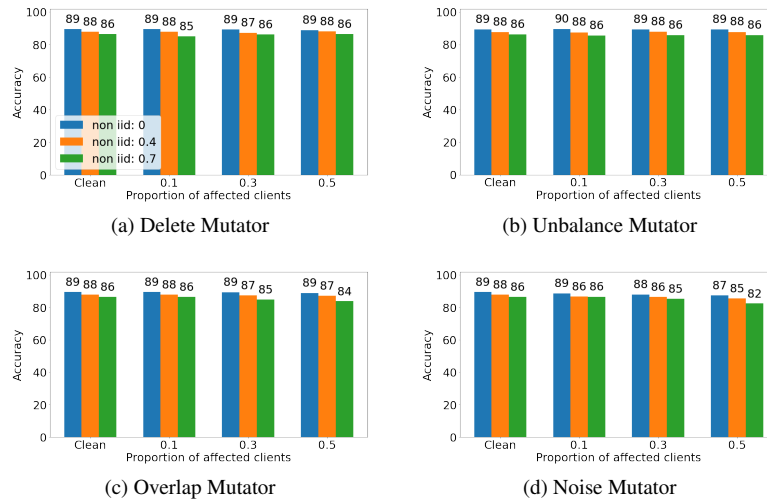 89 88 86 89 88 85 89 87 86 89 88 86
100
80
60
40
20
0
Accuracy
non iid: 0
non iid: 0.4
non iid: 0.7
Clean 0.1 0.3 0.5
Proportion of affected clients
(a) Delete Mutator
89 88 86 90 88 86 89 88 86 89 88 86
100
80
60
40
20
0
Accuracy
Clean 0.1 0.3 0.5
Proportion of affected clients
(b) Unbalance Mutator
89 88 86 89 88 86 89 87 85 89 87 84
100
80
60
40
20
0
Accuracy
Clean 0.1 0.3 0.5
Proportion of affected clients
(c) Overlap Mutator
89 88 86 89 86 86 88 86 85 87 85 82
100
80
60
40
20
0
Accuracy
Clean 0.1 0.3 0.5
Proportion of affected clients
(d) Noise Mutator